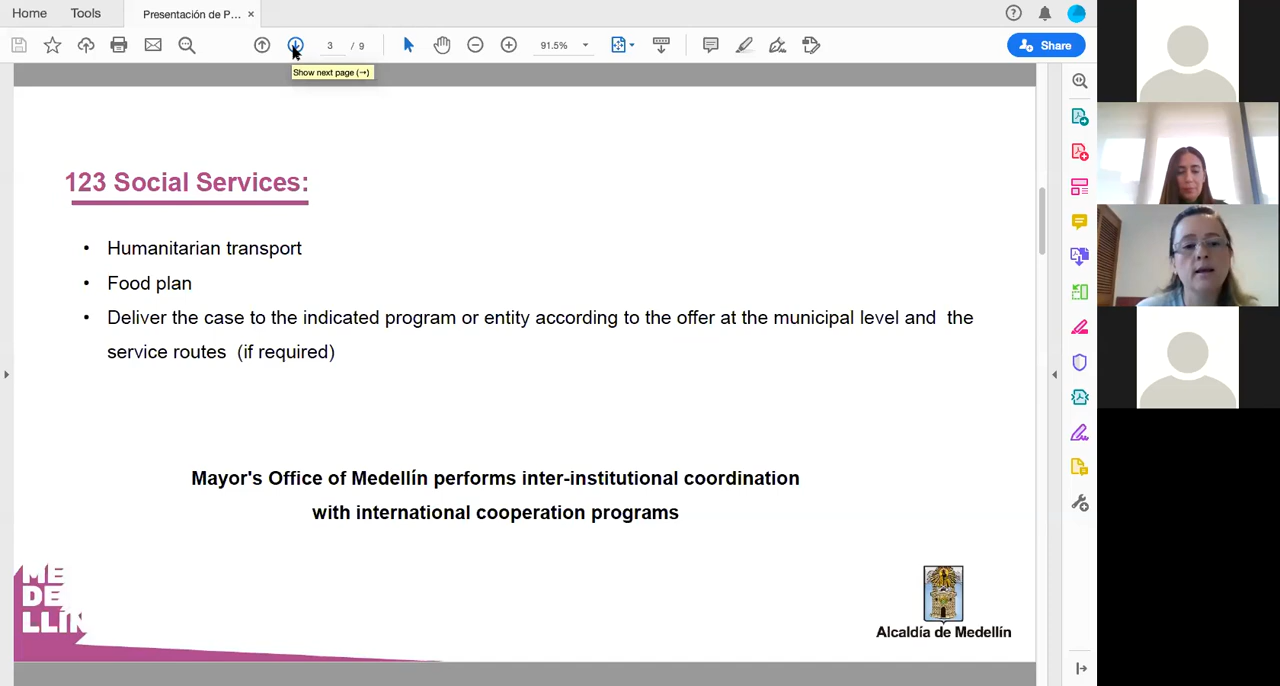 Home
Tools
Presentación de P... ×
3 / 9
91.5%
Share
Show next page (→)
123 Social Services:
• Humanitarian transport
• Food plan
• Deliver the case to the indicated program or entity according to the offer at the municipal level and the
service routes (if required)
Mayor's Office of Medellín performs inter-institutional coordination
with international cooperation programs
ME
DE
LLÍN
Alcaldía de Medellín